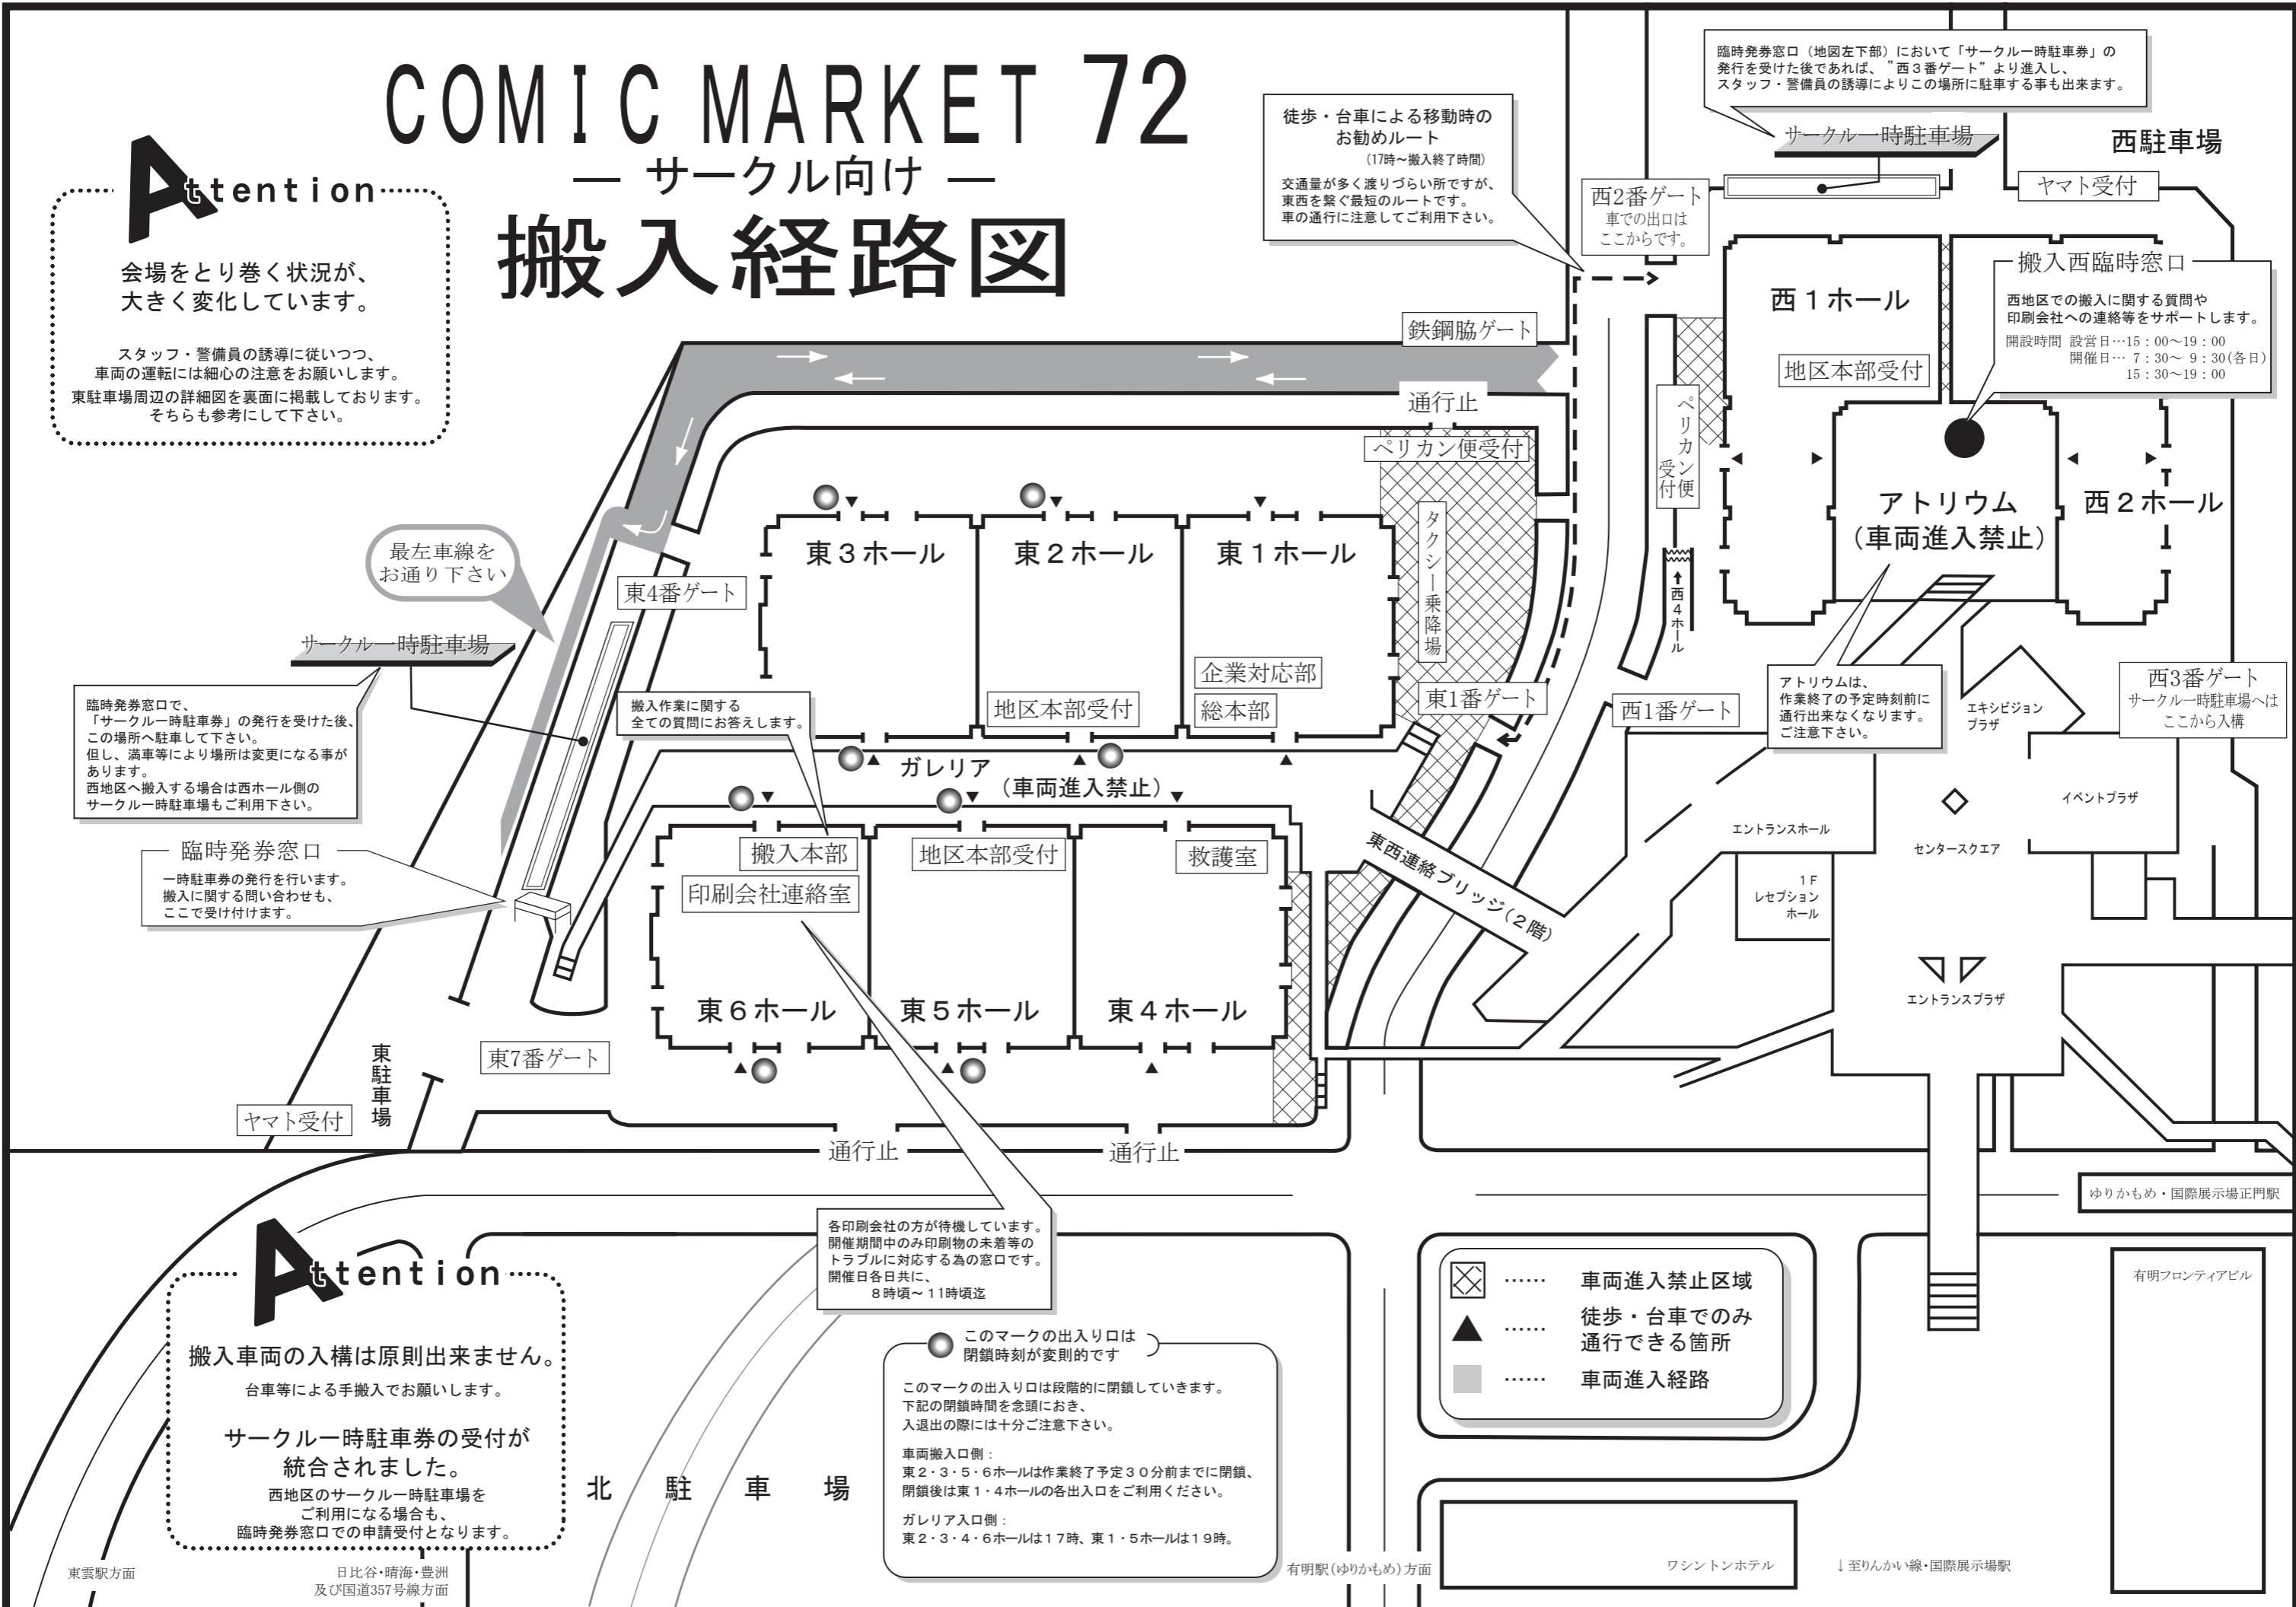 COMIC MARKET 72
― サークル向け ―
搬入経路図
Attention
会場をとり巻く状況が、
大きく変化しています。
スタッフ・警備員の誘導に従いつつ、
車両の運転には細心の注意をお願いします。
東駐車場周辺の詳細図を裏面に掲載しております。
そちらも参考にして下さい。
徒歩・台車による移動時の
お勧めルート
(17時〜搬入終了時間)
交通量が多く渡りづらい所ですが、
東西を繋ぐ最短のルートです。
車の通行に注意してご利用下さい。
臨時発券窓口（地図左下部）において「サークル一時駐車券」の
発行を受けた後であれば、"西３番ゲート" より進入し、
スタッフ・警備員の誘導によりこの場所に駐車する事も出来ます。
サークル一時駐車場
西駐車場
西2番ゲート
車での出口は
ここからです。
ヤマト受付
搬入西臨時窓口
西地区での搬入に関する質問や
印刷会社への連絡等をサポートします。
開設時間 設営日…15：00〜19：00
開催日… 7：30〜 9：30(各日)
15：30〜19：00
西１ホール
地区本部受付
鉄鋼脇ゲート
通行止
ペリカン便受付
ペリカン便
受付
タクシー乗降場
↑西４ホール
アトリウム
（車両進入禁止）
西２ホール
最左車線を
お通り下さい
東4番ゲート
東３ホール
東２ホール
東１ホール
企業対応部
地区本部受付
総本部
東1番ゲート
西1番ゲート
アトリウムは、
作業終了の予定時刻前に
通行出来なくなります。
ご注意下さい。
エキシビジョン
プラザ
西3番ゲート
サークル一時駐車場へは
ここから入構
サークル一時駐車場
臨時発券窓口で、
「サークル一時駐車券」の発行を受けた後、
この場所へ駐車して下さい。
但し、満車等により場所は変更になる事が
あります。
西地区へ搬入する場合は西ホール側の
サークル一時駐車場もご利用下さい。
搬入作業に関する
全ての質問にお答えします。
ガレリア
（車両進入禁止）
臨時発券窓口
一時駐車券の発行を行います。
搬入に関する問い合わせも、
ここで受け付けます。
搬入本部
地区本部受付
救護室
印刷会社連絡室
東西連絡ブリッジ（２階）
エントランスホール
センタースクエア
イベントプラザ
１Ｆ
レセプション
ホール
エントランスプラザ
東６ホール
東５ホール
東４ホール
東7番ゲート
東駐車場
ヤマト受付
通行止
通行止
ゆりかもめ・国際展示場正門駅
有明フロンティアビル
各印刷会社の方が待機しています。
開催期間中のみ印刷物の未着等の
トラブルに対応する為の窓口です。
開催日各日共に、
８時頃〜11時頃迄
Attention
搬入車両の入構は原則出来ません。
台車等による手搬入でお願いします。
サークル一時駐車券の受付が
統合されました。
西地区のサークル一時駐車場を
ご利用になる場合も、
臨時発券窓口での申請受付となります。
このマークの出入り口は
閉鎖時刻が変則的です
このマークの出入り口は段階的に閉鎖していきます。
下記の閉鎖時間を念頭におき、
入退出の際には十分ご注意下さい。
車両搬入口側：
東２・３・５・６ホールは作業終了予定３０分前までに閉鎖、
閉鎖後は東１・４ホールの各出入口をご利用ください。
ガレリア入口側：
東２・３・４・６ホールは１７時、東１・５ホールは１９時。
…… 車両進入禁止区域
…… 徒歩・台車でのみ
通行できる箇所
…… 車両進入経路
北駐車場
東雲駅方面
日比谷・晴海・豊洲
及び国道357号線方面
有明駅（ゆりかもめ）方面
ワシントンホテル
↓至りんかい線・国際展示場駅